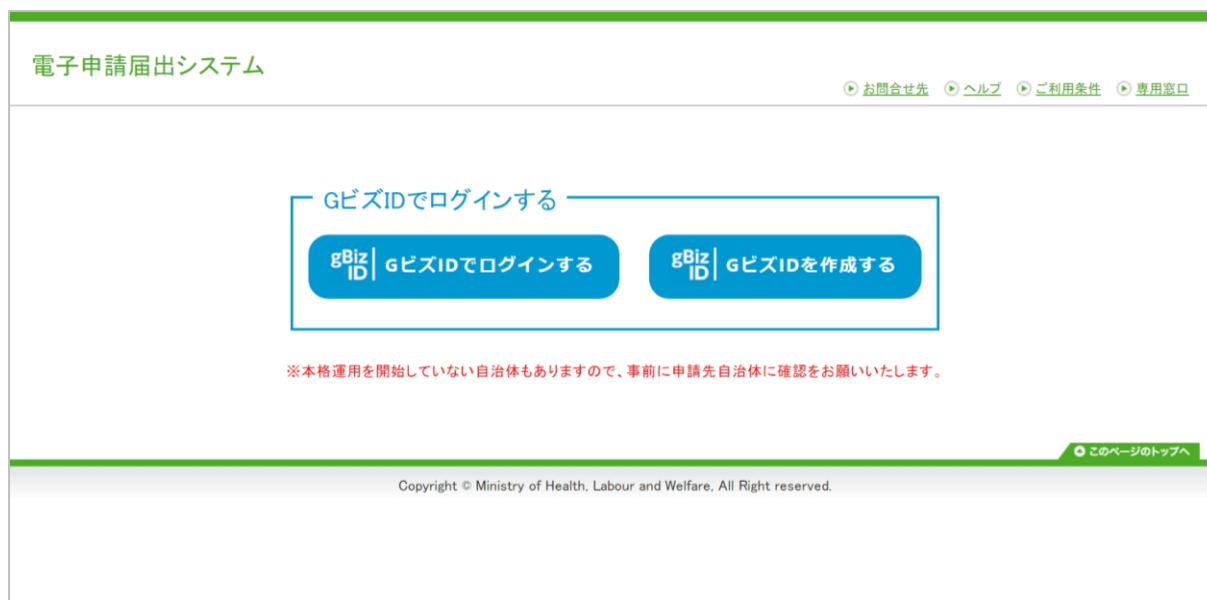 電子申請届出システム
お問合せ先 ヘルプ ご利用条件 専用窓口
GビズIDでログインする
gBiz ID GビズIDでログインする
gBiz ID GビズIDを作成する
※本格運用を開始していない自治体もありますので、事前に申請先自治体に確認をお願いいたします。
このページのトップへ
Copyright © Ministry of Health, Labour and Welfare, All Right reserved.